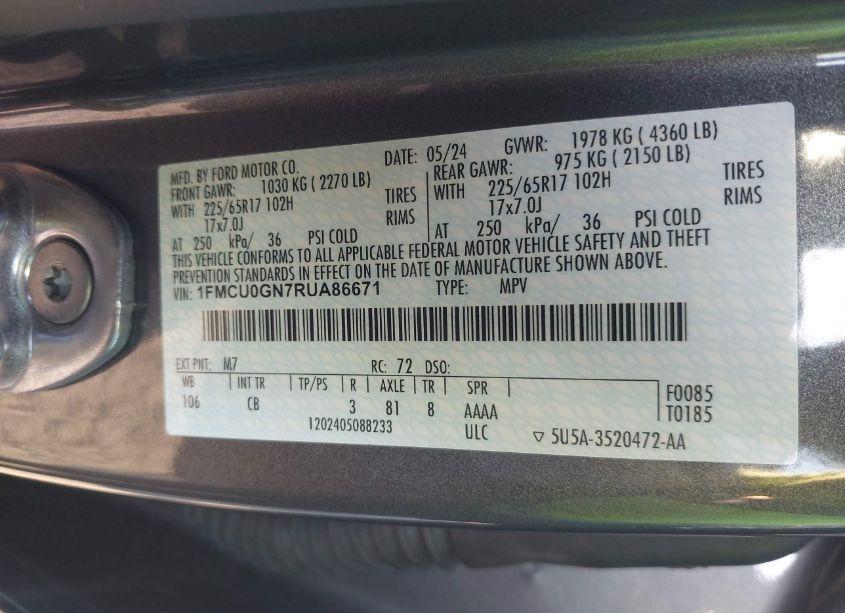 MFD. BY FORD MOTOR CO.
DATE: 05/24 GVWR: 1978 KG ( 4360 LB)
FRONT GAWR: 1030 KG ( 2270 LB) REAR GAWR: 975 KG ( 2150 LB)
WITH 225/65R17 102H TIRES WITH 225/65R17 102H TIRES
17x7.0J RIMS 17x7.0J RIMS
AT 250 kPa/ 36 PSI COLD AT 250 kPa/ 36 PSI COLD
THIS VEHICLE CONFORMS TO ALL APPLICABLE FEDERAL MOTOR VEHICLE SAFETY AND THEFT
PREVENTION STANDARDS IN EFFECT ON THE DATE OF MANUFACTURE SHOWN ABOVE.
VIN: 1FMCU0GN7RUA86671 TYPE: MPV
EXT PNT: M7 RC: 72 DSO:
WB INT TR TP/PS R AXLE TR SPR
106 CB 3 81 8 AAAA
F0085
T0185
1202405088233 ULC ▽ 5U5A-3520472-AA